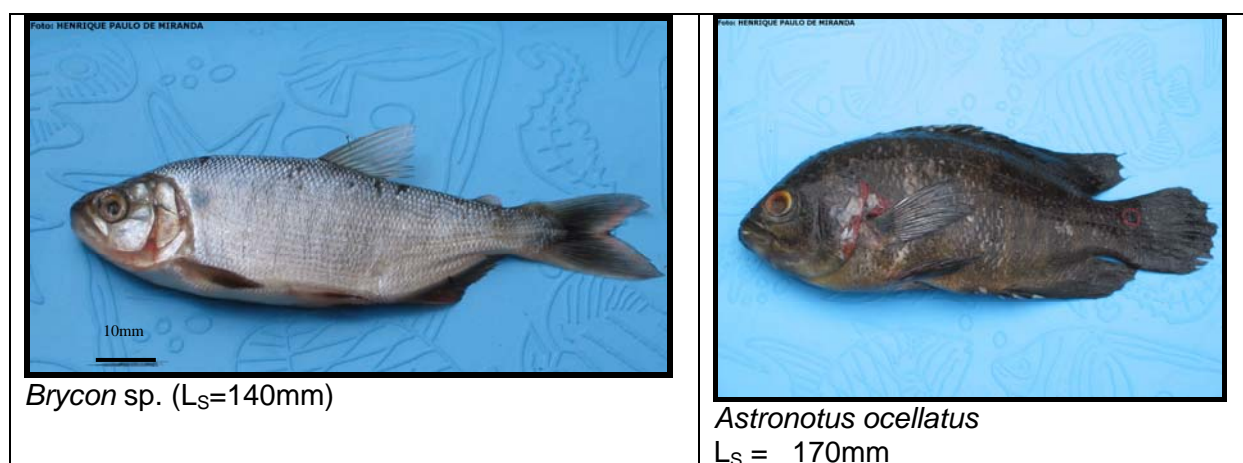 Foto: HENRIQUE PAULO DE MIRANDA
10mm
Brycon sp. (LS=140mm)
Foto: HENRIQUE PAULO DE MIRANDA
Astronotus ocellatus
LS = 170mm